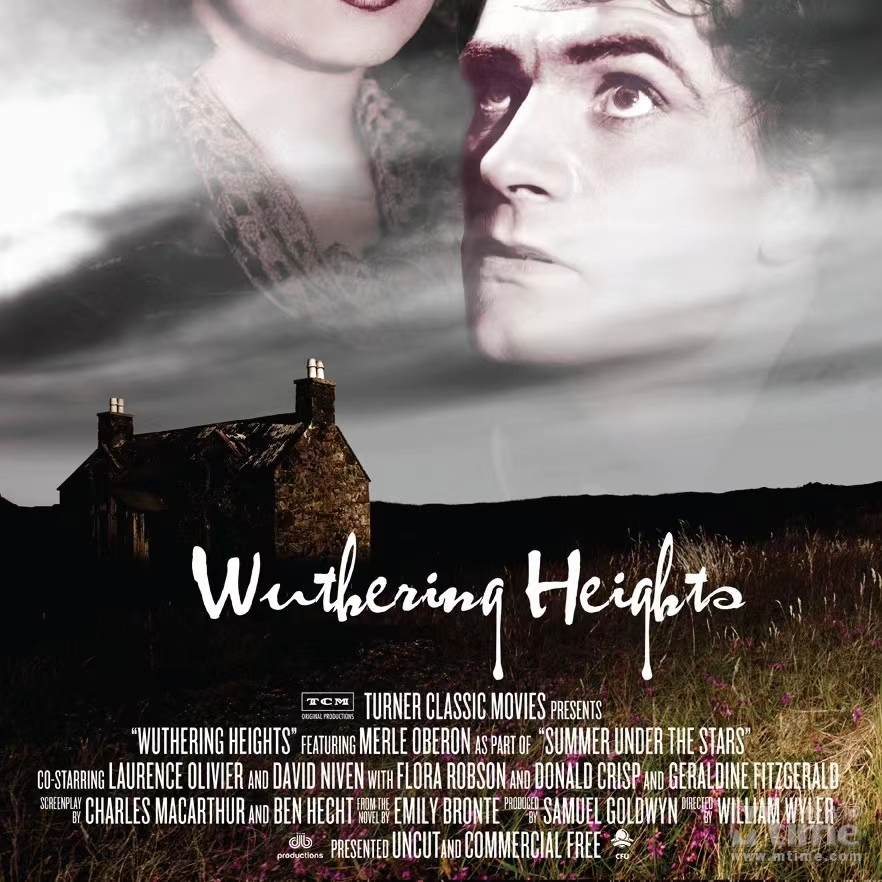 Wuthering Heights
TCM TURNER CLASSIC MOVIES PRESENTS
ORIGINAL PRODUCTIONS
"WUTHERING HEIGHTS" FEATURING MERLE OBERON AS PART OF "SUMMER UNDER THE STARS"
CO-STARRING LAURENCE OLIVIER AND DAVID NIVEN WITH FLORA ROBSON AND DONALD CRISP AND GERALDINE FITZGERALD
SCREENPLAY BY CHARLES MACARTHUR AND BEN HECHT FROM THE NOVEL BY EMILY BRONTE PRODUCED BY SAMUEL GOLDWYN DIRECTED BY WILLIAM WYLER
productions PRESENTED UNCUT AND COMMERCIAL FREE CFU
time
www.mtime.com